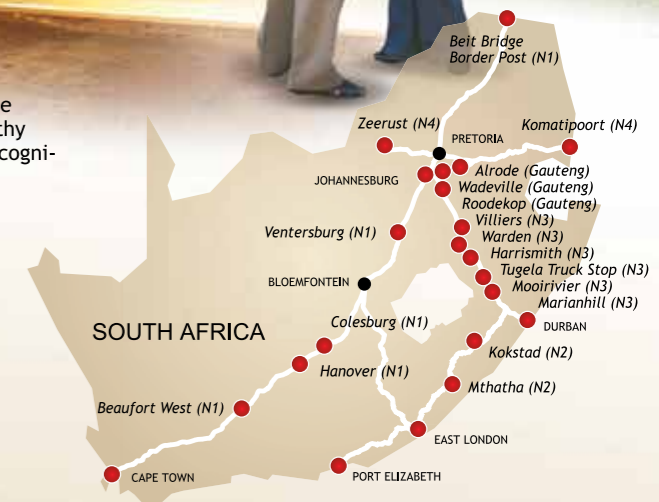 e
thy
cogni-
Beit Bridge
Border Post (N1)
Zeerust (N4)
PRETORIA
Komatipoort (N4)
JOHANNESBURG
Alrode (Gauteng)
Wadeville (Gauteng)
Roodekop (Gauteng)
Villiers (N3)
Ventersburg (N1)
Warden (N3)
Harrismith (N3)
Tugela Truck Stop (N3)
BLOEMFONTEIN
Mooirivier (N3)
Marianhill (N3)
DURBAN
Colesburg (N1)
SOUTH AFRICA
Kokstad (N2)
Hanover (N1)
Mthatha (N2)
Beaufort West (N1)
EAST LONDON
CAPE TOWN
PORT ELIZABETH